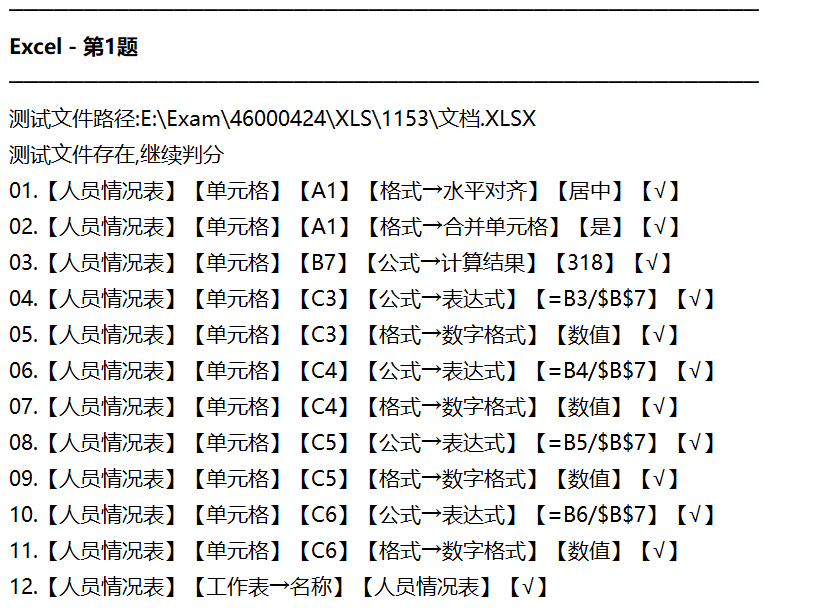 Excel - 第1题
测试文件路径:E:\Exam\46000424\XLS\1153\文档.XLSX
测试文件存在,继续判分
01.【人员情况表】【单元格】【A1】【格式→水平对齐】【居中】【√】
02.【人员情况表】【单元格】【A1】【格式→合并单元格】【是】【√】
03.【人员情况表】【单元格】【B7】【公式→计算结果】【318】【√】
04.【人员情况表】【单元格】【C3】【公式→表达式】【=B3/$B$7】【√】
05.【人员情况表】【单元格】【C3】【格式→数字格式】【数值】【√】
06.【人员情况表】【单元格】【C4】【公式→表达式】【=B4/$B$7】【√】
07.【人员情况表】【单元格】【C4】【格式→数字格式】【数值】【√】
08.【人员情况表】【单元格】【C5】【公式→表达式】【=B5/$B$7】【√】
09.【人员情况表】【单元格】【C5】【格式→数字格式】【数值】【√】
10.【人员情况表】【单元格】【C6】【公式→表达式】【=B6/$B$7】【√】
11.【人员情况表】【单元格】【C6】【格式→数字格式】【数值】【√】
12.【人员情况表】【工作表→名称】【人员情况表】【√】